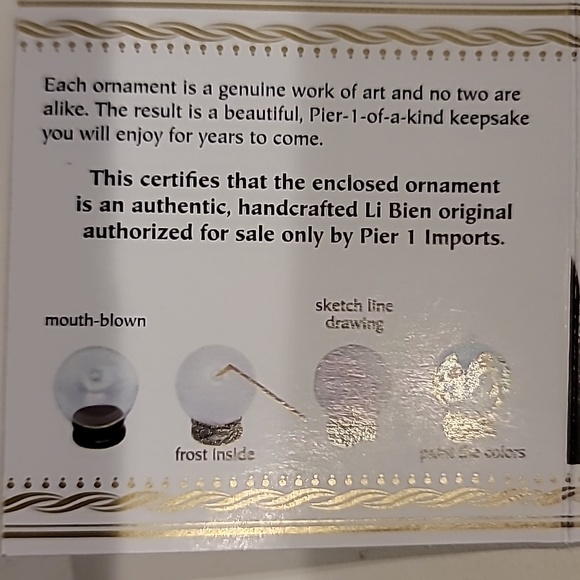 Each ornament is a genuine work of art and no two are
alike. The result is a beautiful, Pier-1-of-a-kind keepsake
you will enjoy for years to come.
This certifies that the enclosed ornament
is an authentic, handcrafted Li Bien original
authorized for sale only by Pier 1 Imports.
mouth-blown
frost inside
sketch line
drawing
paint the colors